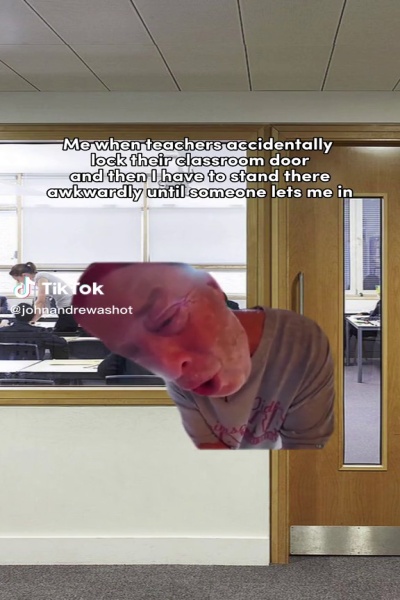 Me when teachers accidentally
lock their classroom door
and then I have to stand there
awkwardly until someone lets me in
TikTok
@johnandrewashot